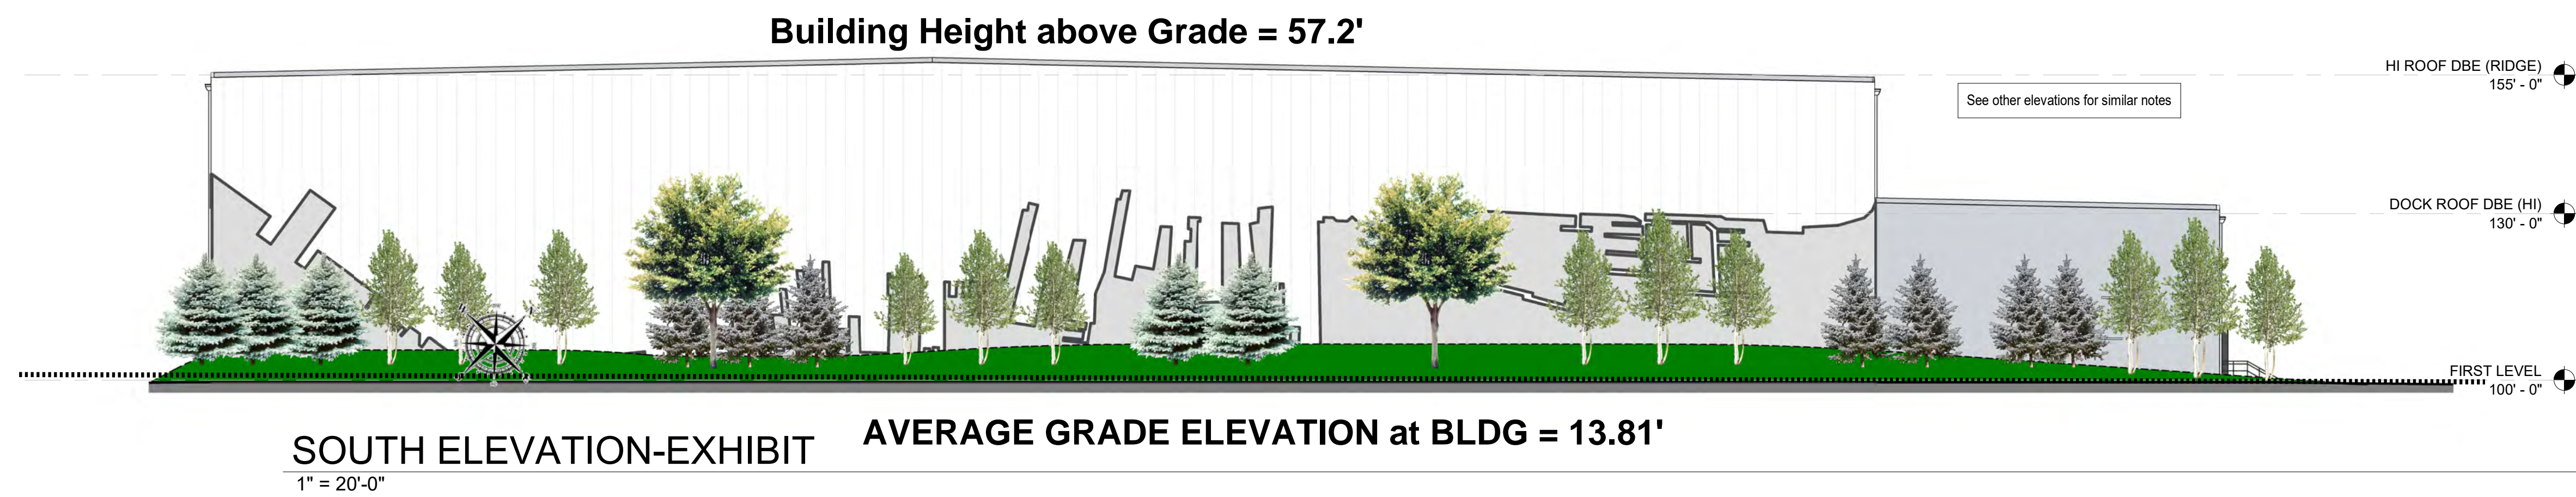 Building Height above Grade = 57.2'
HI ROOF DBE (RIDGE)
155' - 0"
See other elevations for similar notes
DOCK ROOF DBE (HI)
130' - 0"
FIRST LEVEL
100' - 0"
AVERAGE GRADE ELEVATION at BLDG = 13.81'
SOUTH ELEVATION-EXHIBIT
1" = 20'-0"